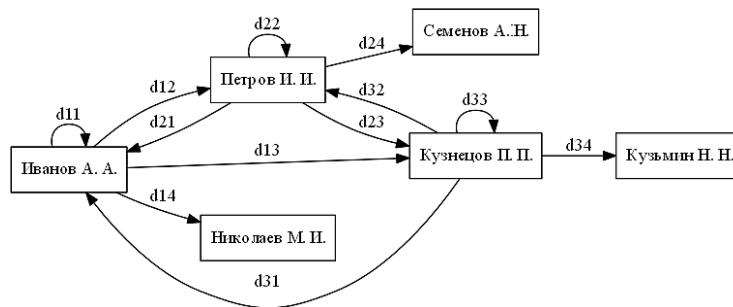 d22
d24
Семенов А. Н.
Петров И. И.
d12
d32
d11
d21
d23
d33
Иванов А. А.
d13
Кузнецов П. П.
d34
Кузьмин Н. Н.
d14
Николаев М. И.
d31